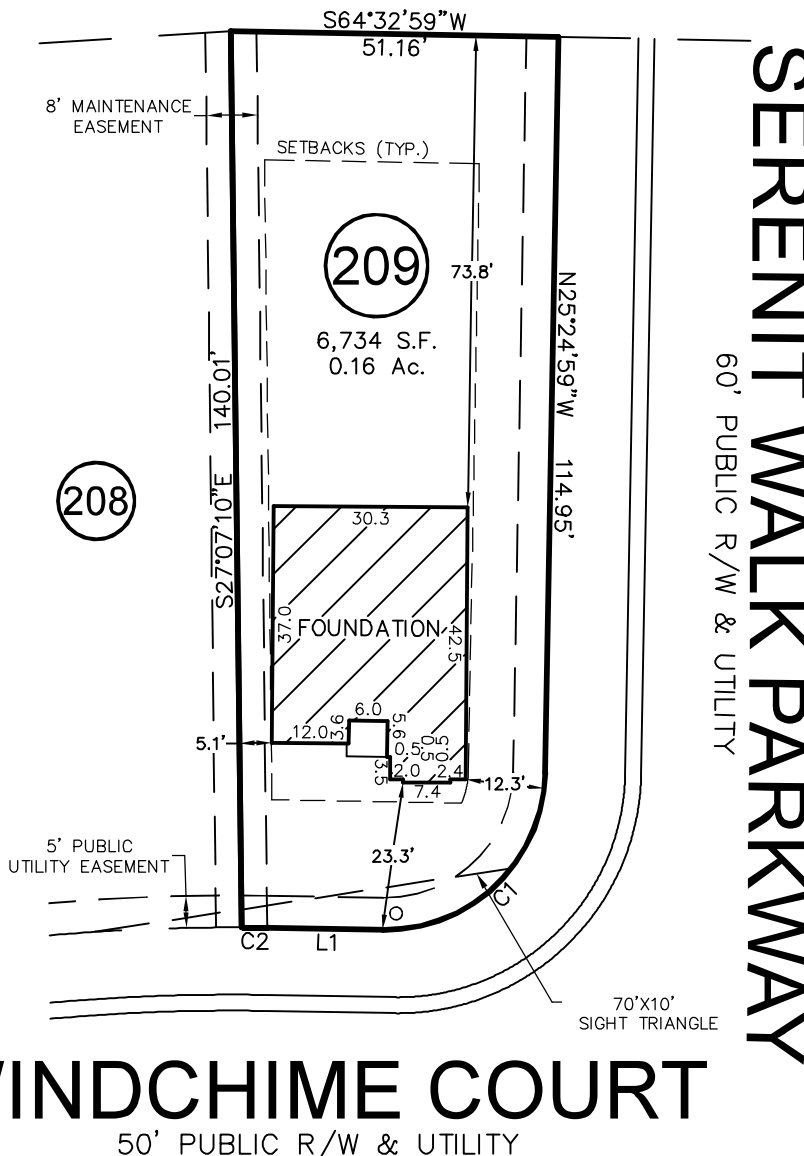 S64°32'59"W
51.16'
8' MAINTENANCE
EASEMENT
SETBACKS (TYP.)
209
6,734 S.F.
0.16 Ac.
73.8'
N25°24'59"W 114.95'
S27°07'10"E 140.01'
208
30.3
37.0
FOUNDATION
42.5
6.0
12.0
3.6
5.6
0.5
0.5
0.5
3.5
2.0
2.4
7.4
5.1'
12.3'
23.3'
5' PUBLIC
UTILITY EASEMENT
C2
L1
C1
70'X10'
SIGHT TRIANGLE
SERENIT WALK PARKWAY
60' PUBLIC R/W & UTILITY
WINDCHIME COURT
50' PUBLIC R/W & UTILITY